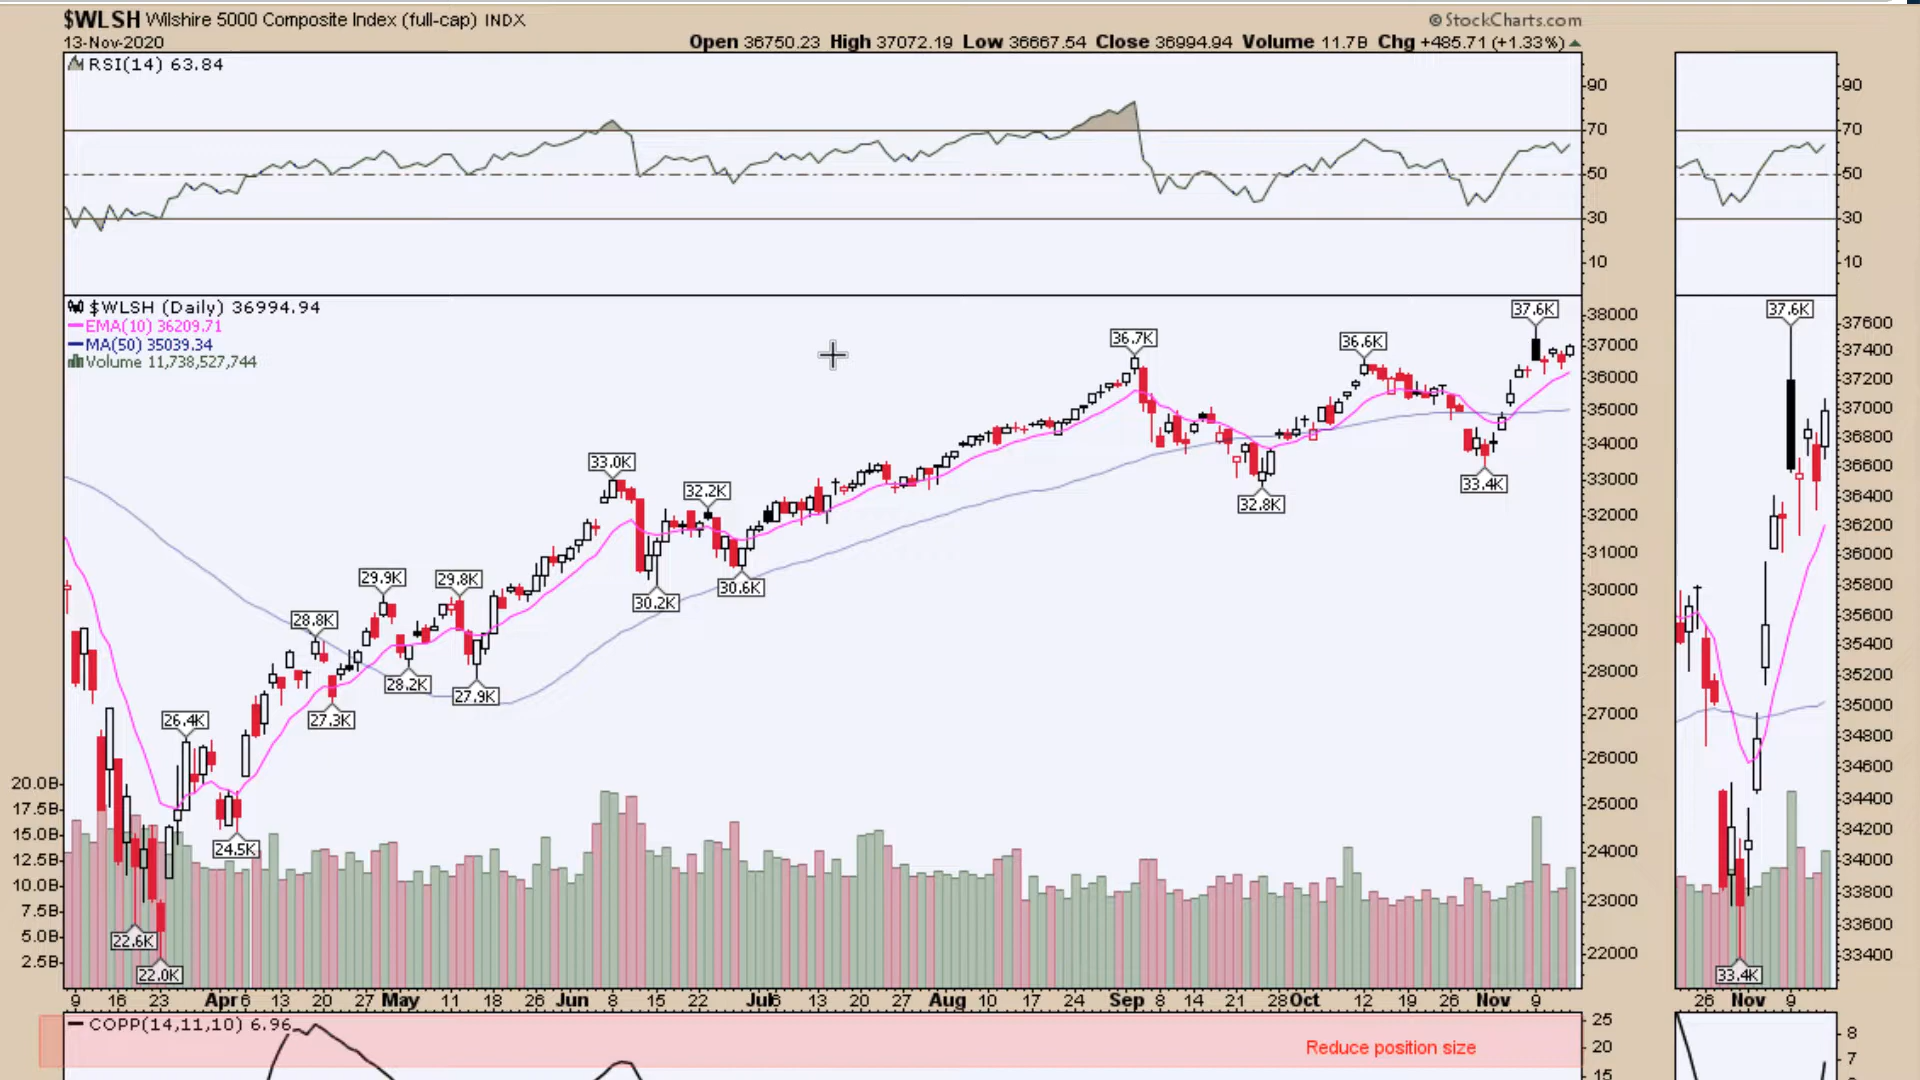 $WLSH Wilshire 5000 Composite Index (full-cap) INDX
© StockCharts.com
13-Nov-2020
Open 36750.23 High 37072.19 Low 36667.54 Close 36994.94 Volume 11.7B Chg +485.71 (+1.33%)
RSI(14) 63.84
90
70
50
30
10
90
70
50
30
10
$WLSH (Daily) 36994.94
EMA(10) 36209.71
MA(50) 35039.34
Volume 11,738,527,744
37.6K
36.7K
36.6K
33.0K
32.2K
32.8K
33.4K
29.9K
29.8K
30.2K
30.6K
28.8K
28.2K
27.9K
27.3K
26.4K
24.5K
22.6K
22.0K
38000
37000
36000
35000
34000
33000
32000
31000
30000
29000
28000
27000
26000
25000
24000
23000
22000
20.0B
17.5B
15.0B
12.5B
10.0B
7.5B
5.0B
2.5B
9 16 23 Apr 6 13 20 27 May 11 18 26 Jun 8 15 22 Jul 6 13 20 27 Aug 10 17 24 Sep 8 14 21 28 Oct 12 19 26 Nov 9
37.6K
33.4K
37600
37400
37200
37000
36800
36600
36400
36200
36000
35800
35600
35400
35200
35000
34800
34600
34400
34200
34000
33800
33600
33400
26 Nov 9
COPP(14,11,10) 6.96
Reduce position size
25
20
15
8
7